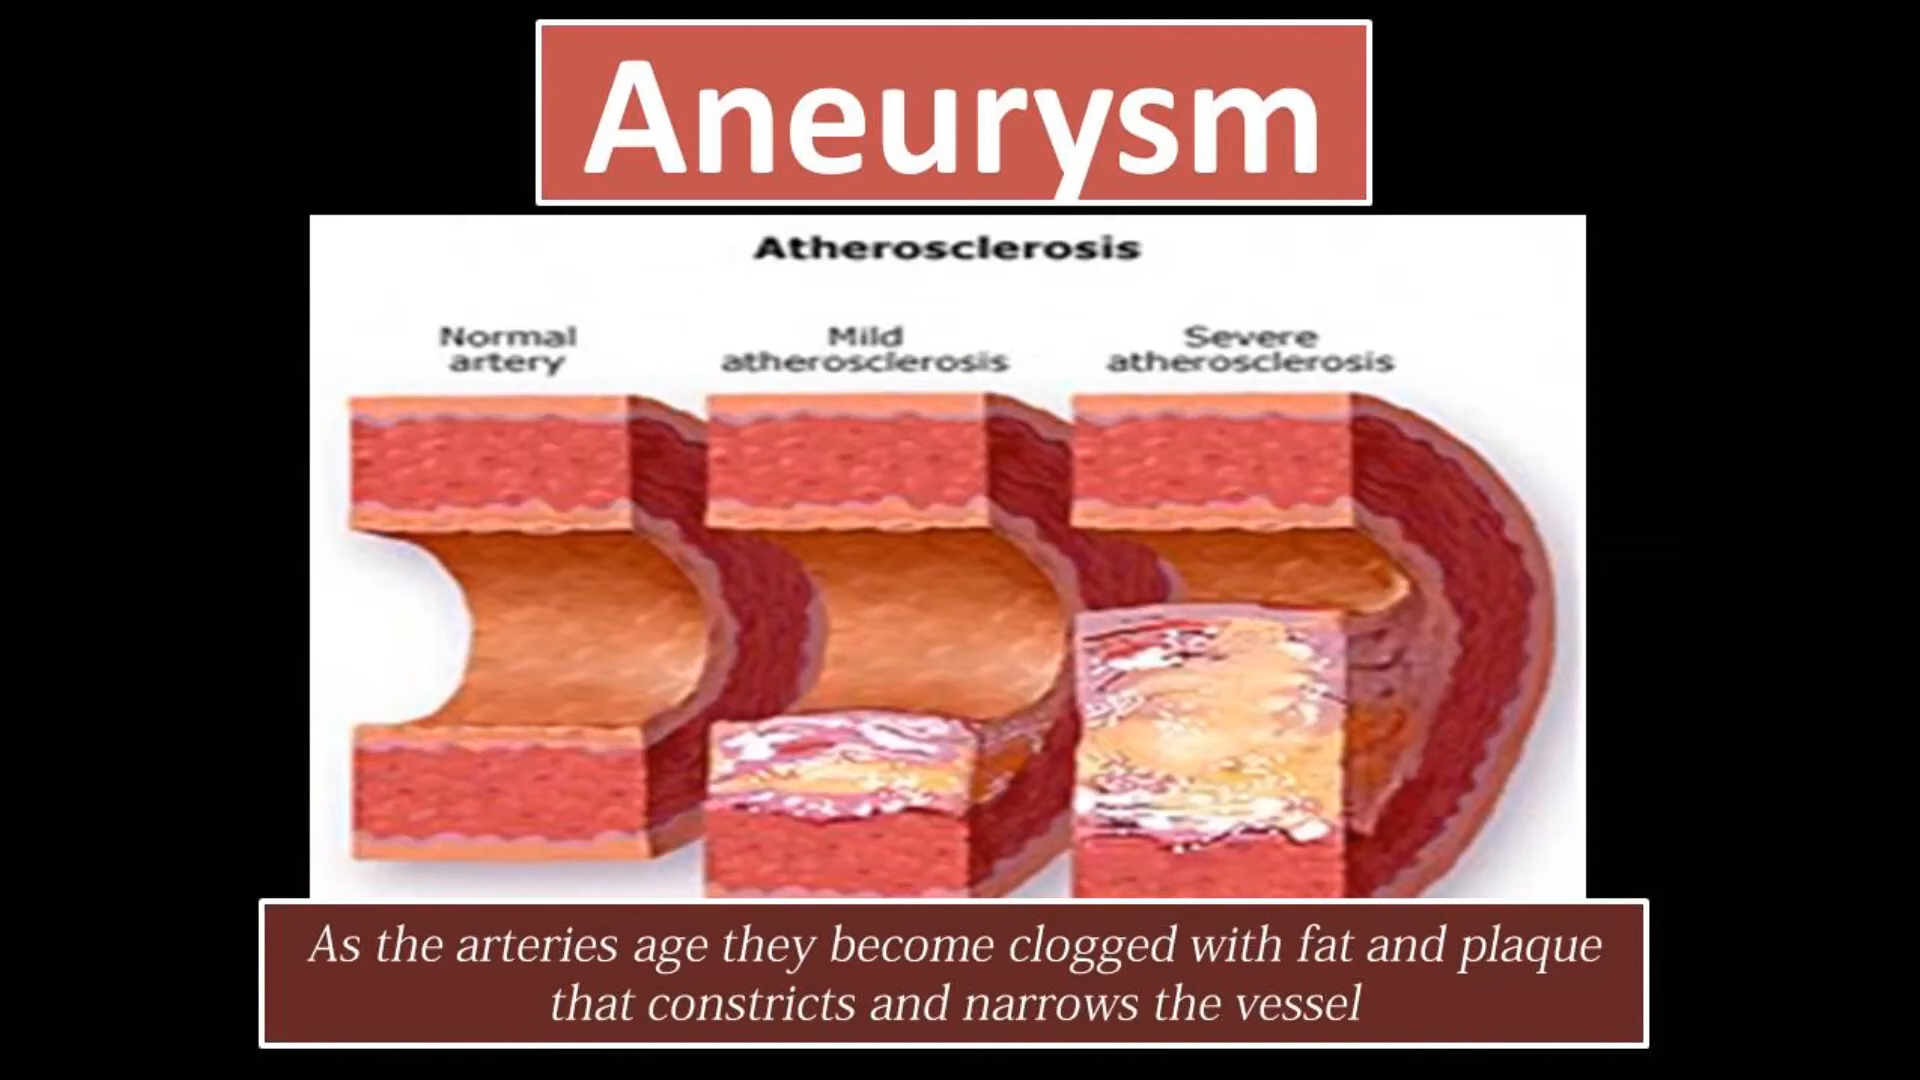 Aneurysm
Atherosclerosis
Normal
artery
Mild
atherosclerosis
Severe
atherosclerosis
As the arteries age they become clogged with fat and plaque
that constricts and narrows the vessel